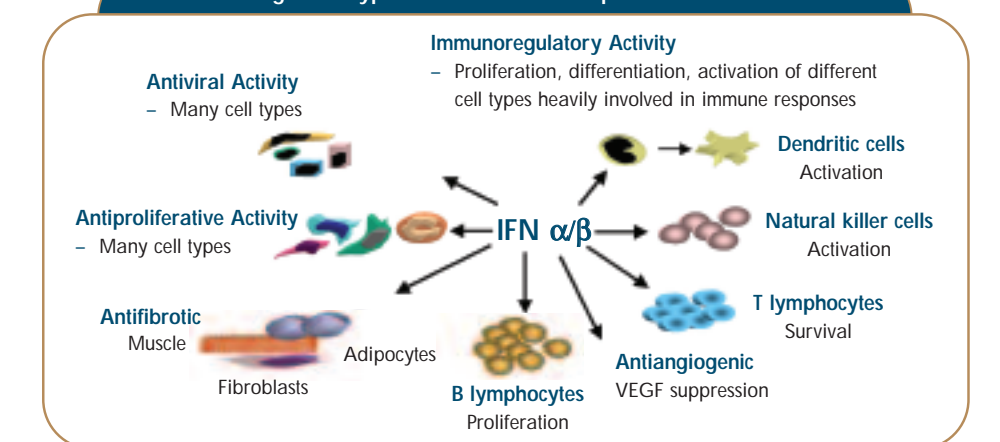 Immunoregulatory Activity
– Proliferation, differentiation, activation of different
cell types heavily involved in immune responses
Antiviral Activity
– Many cell types
Dendritic cells
Activation
Antiproliferative Activity
– Many cell types
IFN α/β
Natural killer cells
Activation
T lymphocytes
Survival
Antifibrotic
Muscle
Adipocytes
Fibroblasts
Antiangiogenic
VEGF suppression
B lymphocytes
Proliferation